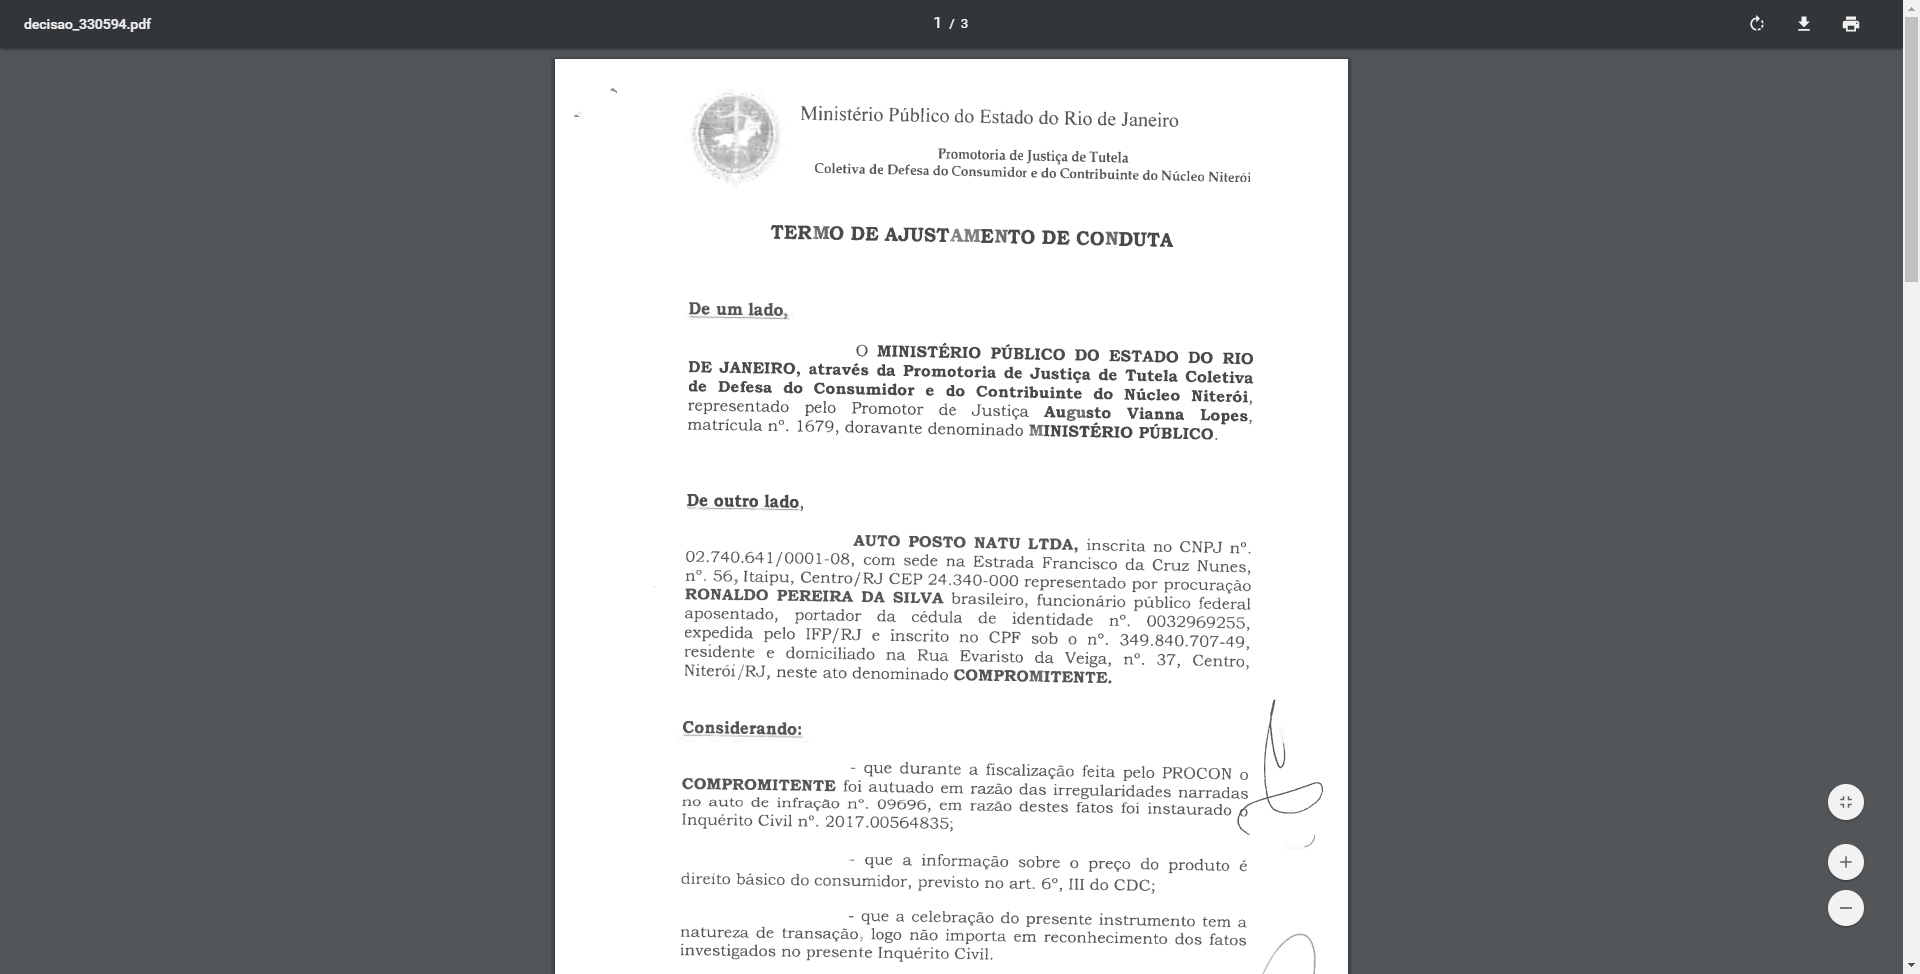 decisao_330594.pdf
1 / 3
Ministério Público do Estado do Rio de Janeiro
Promotoria de Justiça de Tutela
Coletiva de Defesa do Consumidor e do Contribuinte do Núcleo Niterói
TERMO DE AJUSTAMENTO DE CONDUTA
De um lado,
O MINISTÉRIO PÚBLICO DO ESTADO DO RIO
DE JANEIRO, através da Promotoria de Justiça de Tutela Coletiva
de Defesa do Consumidor e do Contribuinte do Núcleo Niterói,
representado pelo Promotor de Justiça Augusto Vianna Lopes,
matrícula nº. 1679, doravante denominado MINISTÉRIO PÚBLICO.
De outro lado,
AUTO POSTO NATU LTDA, inscrita no CNPJ nº.
02.740.641/0001-08, com sede na Estrada Francisco da Cruz Nunes,
nº. 56, Itaipu, Centro/RJ CEP 24.340-000 representado por procuração
RONALDO PEREIRA DA SILVA brasileiro, funcionário público federal
aposentado, portador da cédula de identidade nº. 0032969255,
expedida pelo IFP/RJ e inscrito no CPF sob o nº. 349.840.707-49,
residente e domiciliado na Rua Evaristo da Veiga, nº. 37, Centro,
Niterói/RJ, neste ato denominado COMPROMITENTE.
Considerando:
- que durante a fiscalização feita pelo PROCON o
COMPROMITENTE foi autuado em razão das irregularidades narradas
no auto de infração nº. 09696, em razão destes fatos foi instaurado o
Inquérito Civil nº. 2017.00564835;
- que a informação sobre o preço do produto é
direito básico do consumidor, previsto no art. 6º, III do CDC;
- que a celebração do presente instrumento tem a
natureza de transação, logo não importa em reconhecimento dos fatos
investigados no presente Inquérito Civil.